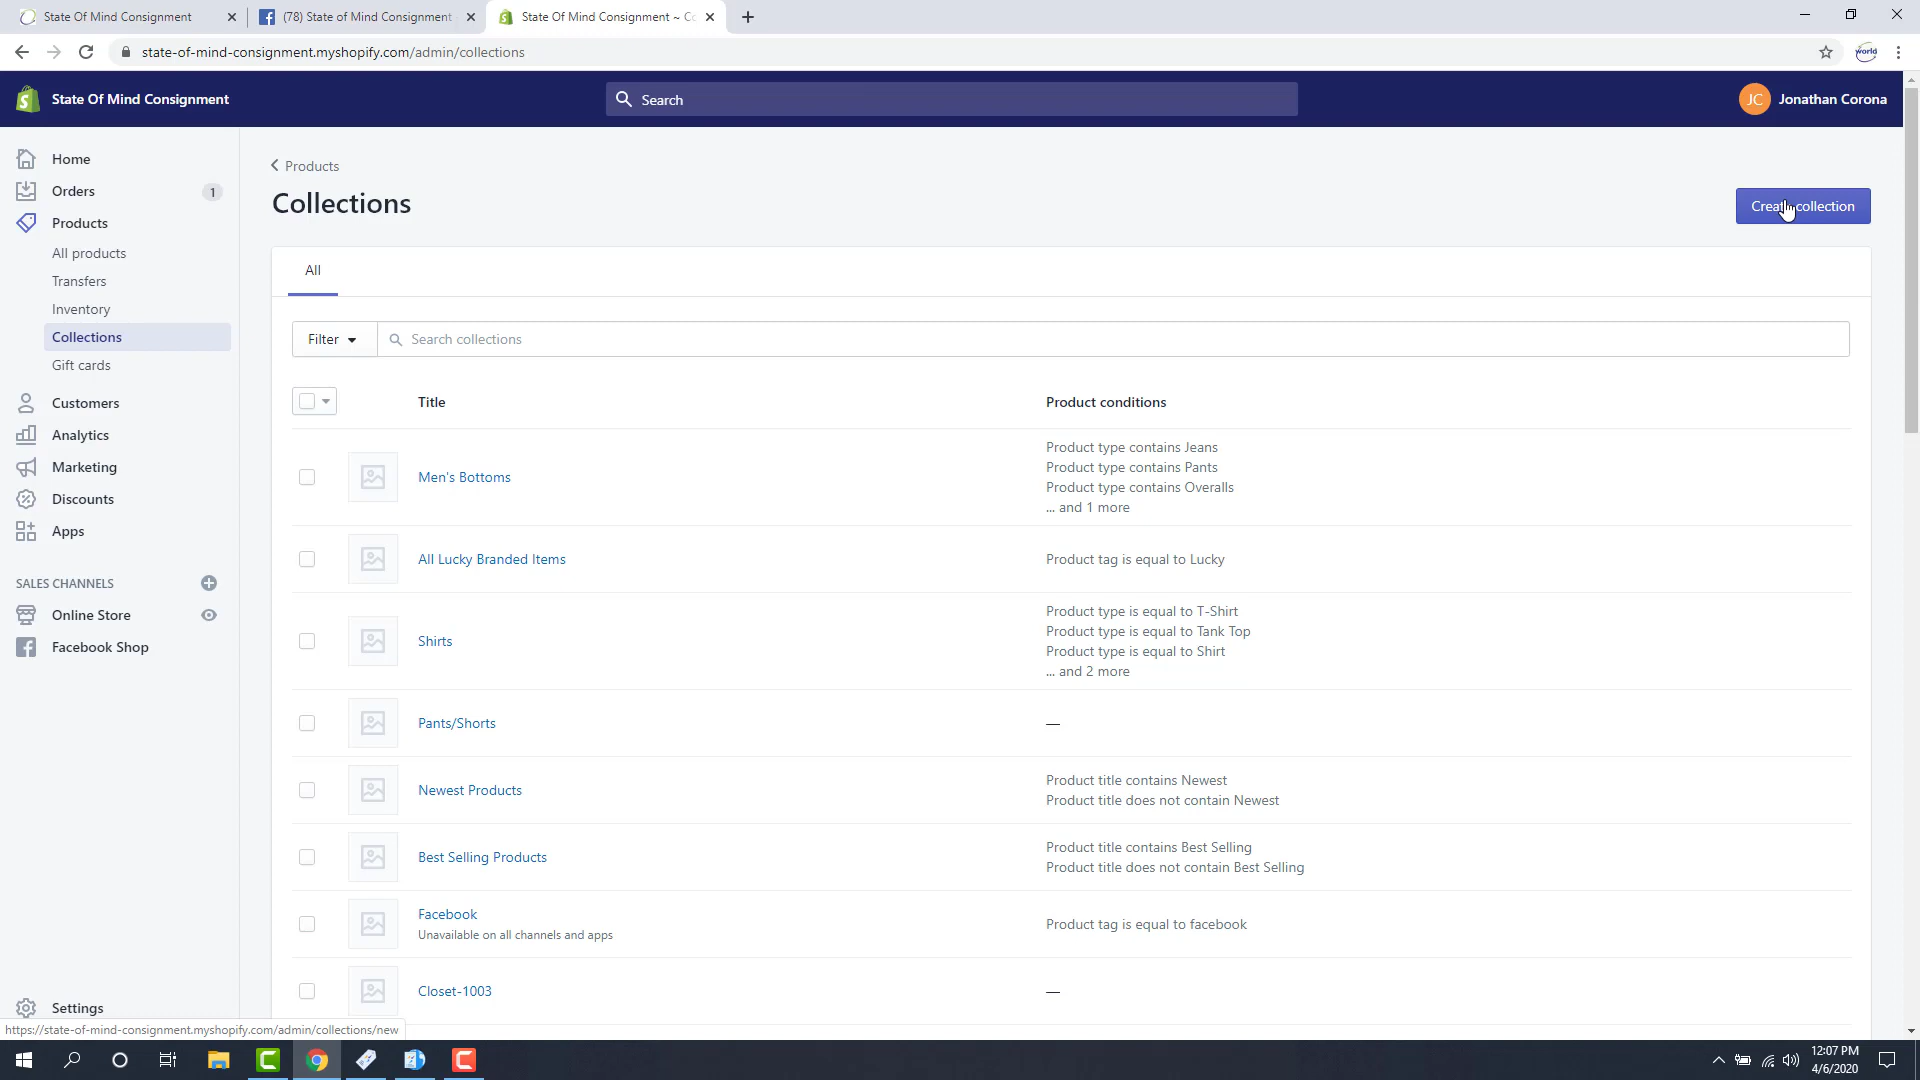 State Of Mind Consignment
(78) State of Mind Consignment
State Of Mind Consignment ~ Co
state-of-mind-consignment.myshopify.com/admin/collections
world
State Of Mind Consignment
Search
JC
Jonathan Corona
Home
Orders
1
Products
All products
Transfers
Inventory
Collections
Gift cards
Customers
Analytics
Marketing
Discounts
Apps
SALES CHANNELS
Online Store
Facebook Shop
Settings
Products
Collections
Create collection
All
Filter
Search collections
Title
Product conditions
Men's Bottoms
Product type contains Jeans
Product type contains Pants
Product type contains Overalls
... and 1 more
All Lucky Branded Items
Product tag is equal to Lucky
Shirts
Product type is equal to T-Shirt
Product type is equal to Tank Top
Product type is equal to Shirt
... and 2 more
Pants/Shorts
—
Newest Products
Product title contains Newest
Product title does not contain Newest
Best Selling Products
Product title contains Best Selling
Product title does not contain Best Selling
Facebook
Unavailable on all channels and apps
Product tag is equal to facebook
Closet-1003
—
https://state-of-mind-consignment.myshopify.com/admin/collections/new
12:07 PM
4/6/2020